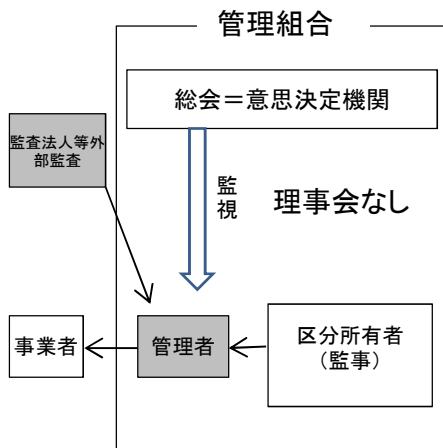 管理組合
総会＝意思決定機関
監査法人等外
部監査
監
視
理事会なし
事業者
管理者
区分所有者
（監事）